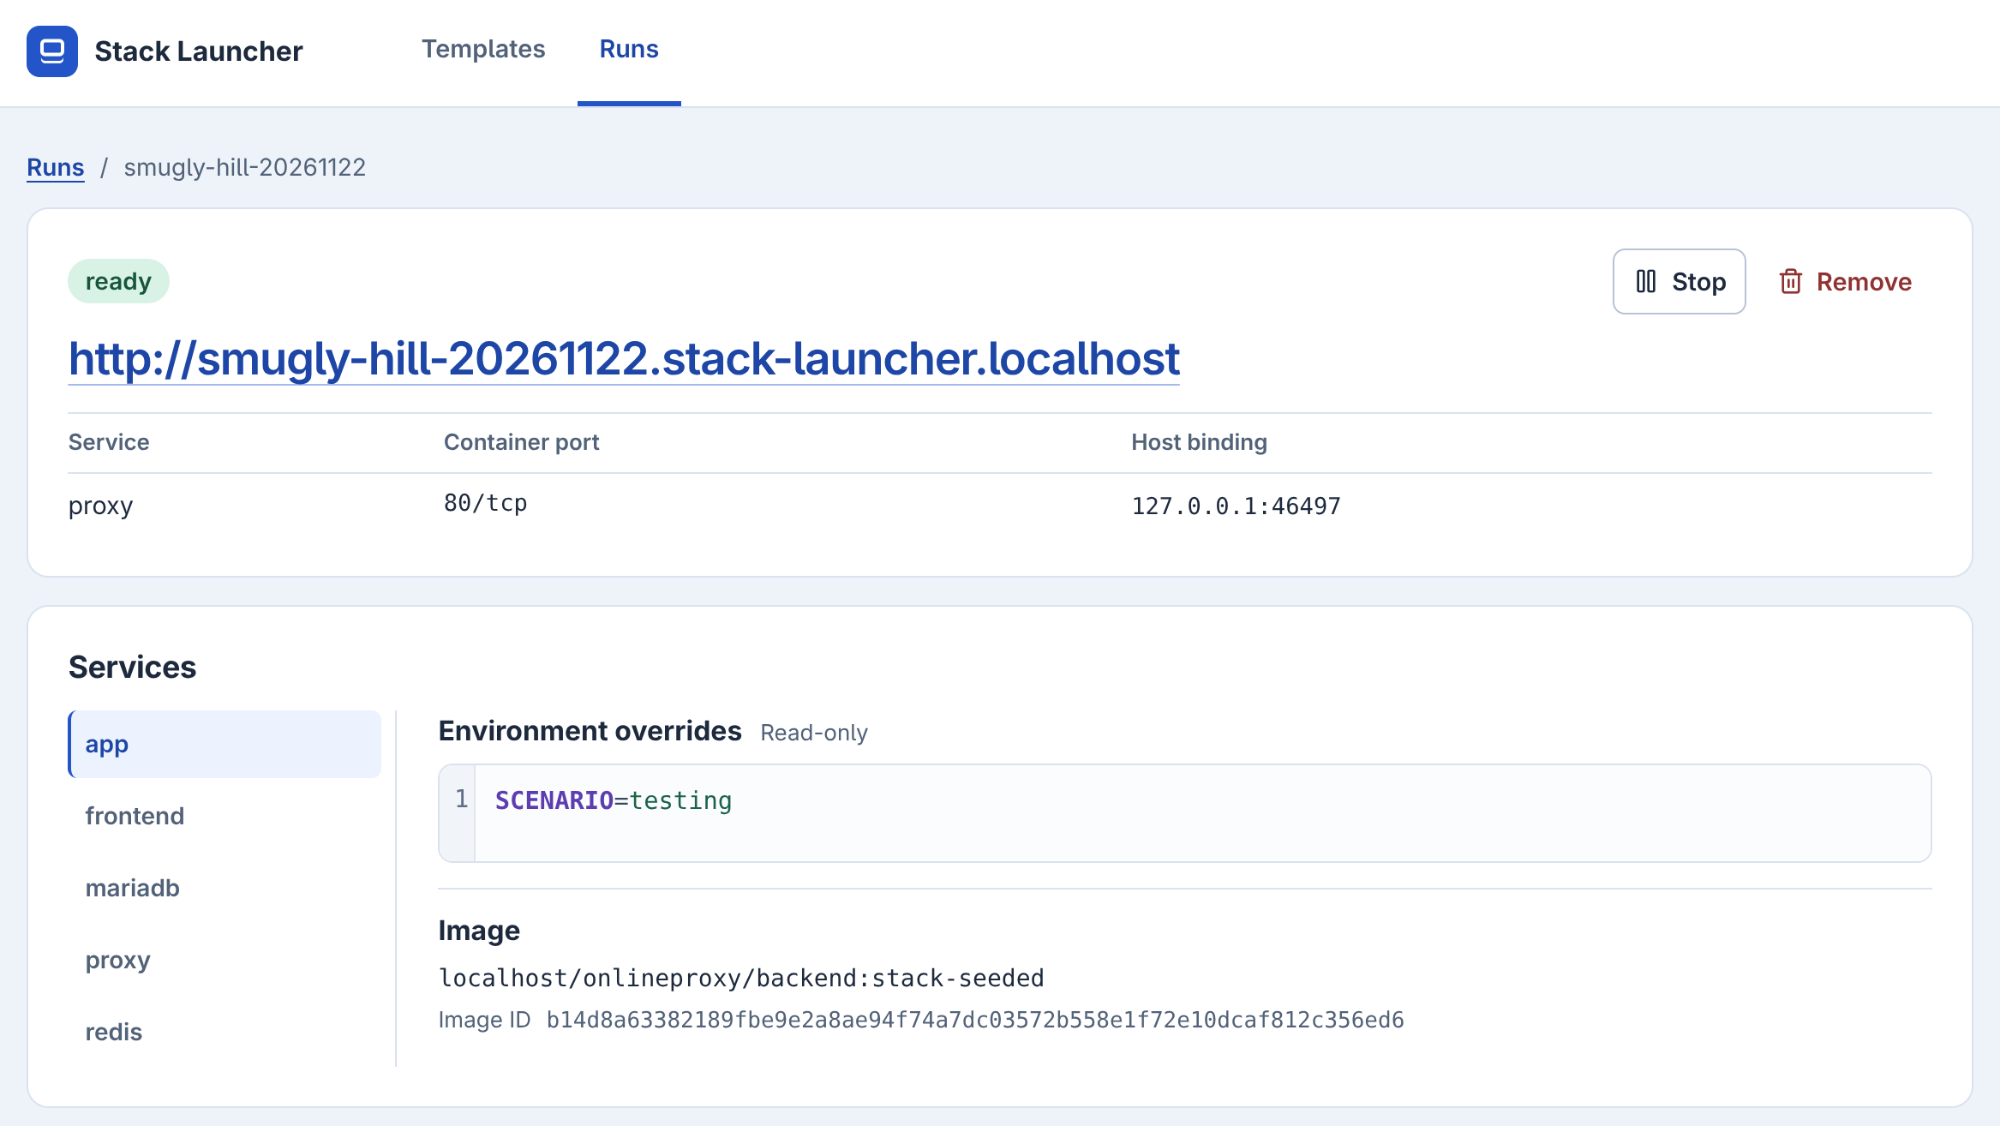 Stack Launcher
Templates
Runs
Runs / smugly-hill-20261122
ready
Stop
Remove
http://smugly-hill-20261122.stack-launcher.localhost
Service Container port Host binding
proxy 80/tcp 127.0.0.1:46497
Services
app
frontend
mariadb
proxy
redis
Environment overrides Read-only
1 SCENARIO=testing
Image
localhost/onlineproxy/backend:stack-seeded
Image ID b14d8a63382189fbe9e2a8ae94f74a7dc03572b558e1f72e10dcaf812c356ed6